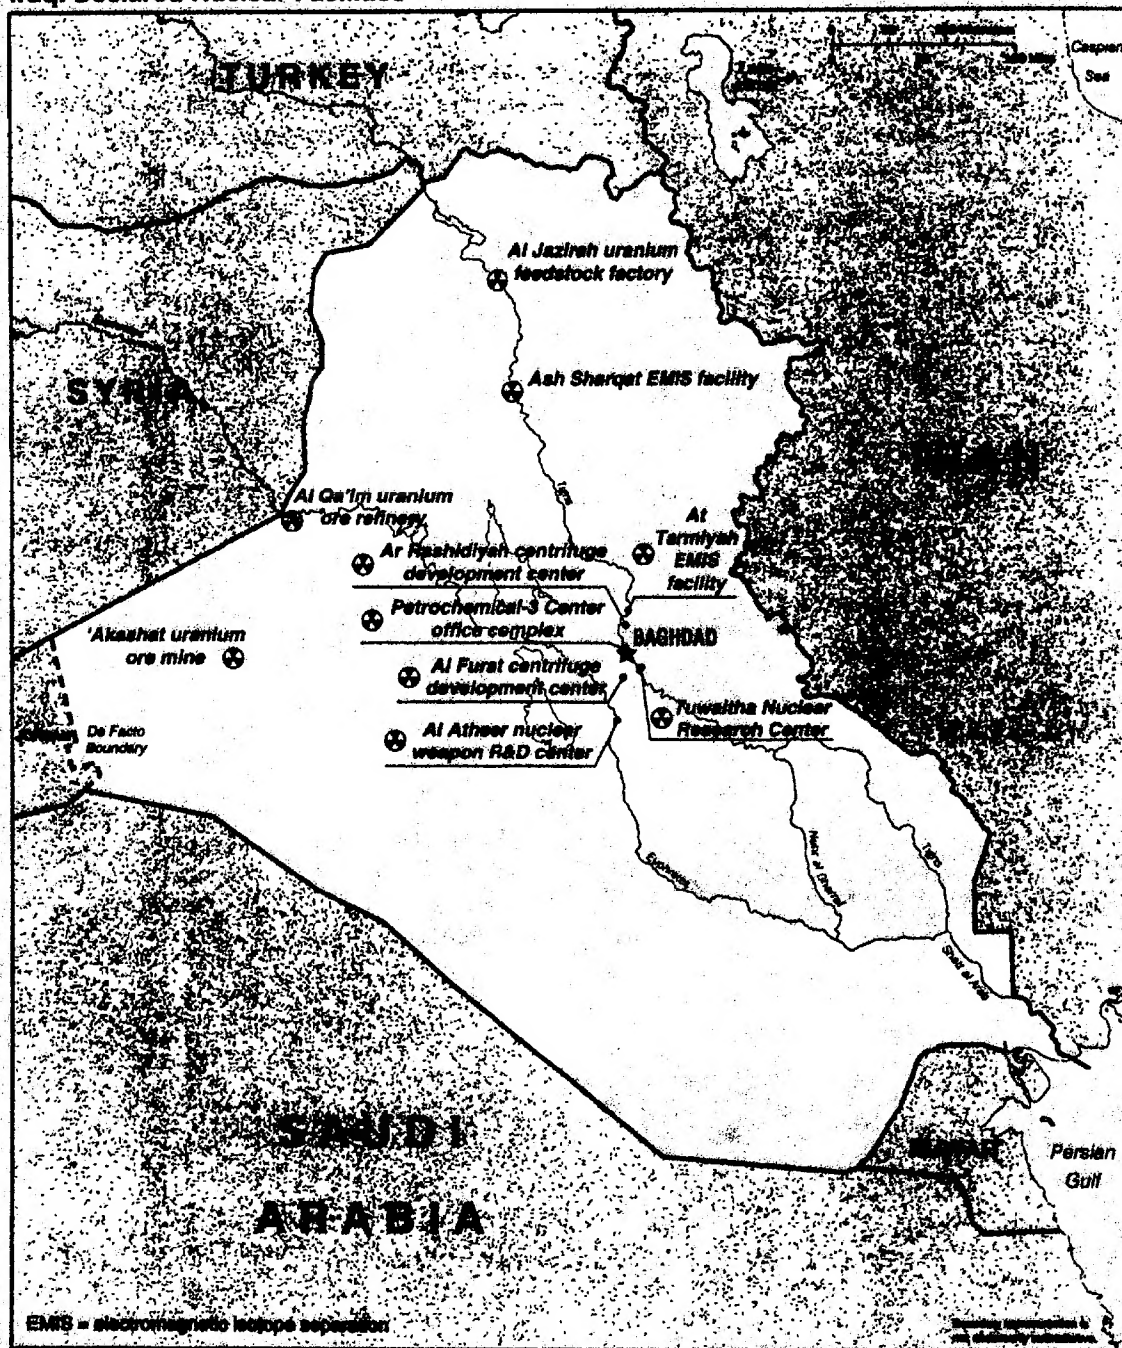 TURKEY
Caspian
Sea
Al Jazirah uranium
feedstock factory
SYRIA
Ash Sharqat EMIS facility
IRAN
Al Qa'im uranium
ore refinery
Tigris
At
Tarmiyah
EMIS
facility
Ar Rashidiyah centrifuge
development center
Petrochemical-3 Center
office complex
BAGHDAD
'Akashat uranium
ore mine
Al Furat centrifuge
development center
Tuwaitha Nuclear
Research Center
Al Atheer nuclear
weapon R&D center
De Facto
Boundary
Euphrates
Tigris
Shatt al Arab
SAUDI
ARABIA
Persian
Gulf
EMIS = electromagnetic isotope separation